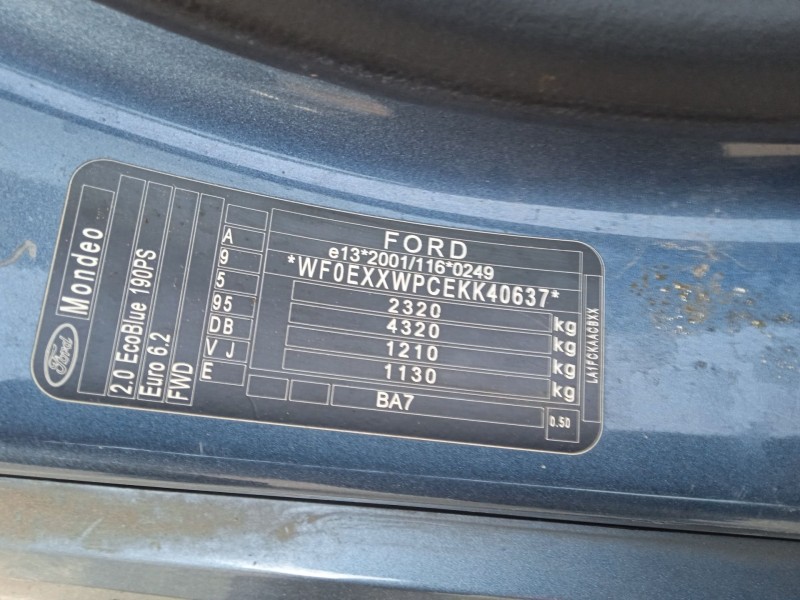 Ford
Mondeo
2.0 EcoBlue 190PS
Euro 6.2
FWD
A
9
5
95
DB
V J
E
FORD
e13*2001/116*0249
*WF0EXXWPCEKK40637*
2320 kg
4320 kg
1210 kg
1130 kg
BA7
0.50
LA1FCKAACBXX